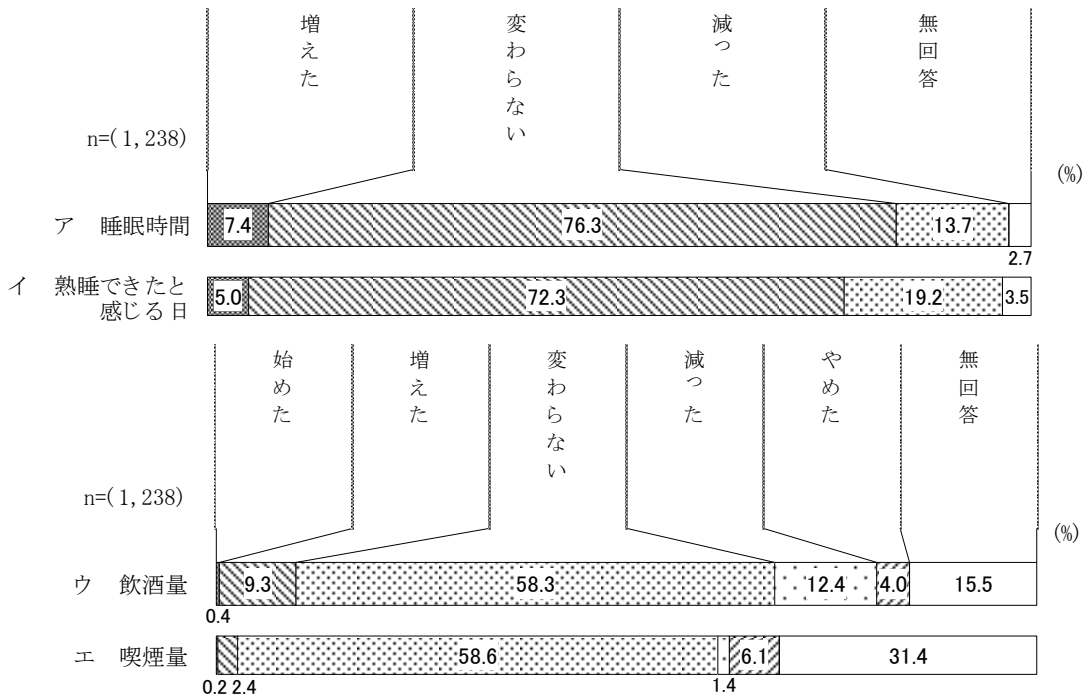 増えた
変わらない
減った
無回答
n=(1,238)
(%)
ア 睡眠時間
7.4
76.3
13.7
2.7
イ 熟睡できたと
感じる日
5.0
72.3
19.2
3.5
始めた
増えた
変わらない
減った
やめた
無回答
n=(1,238)
(%)
ウ 飲酒量
0.4
9.3
58.3
12.4
4.0
15.5
エ 喫煙量
0.2
2.4
58.6
1.4
6.1
31.4